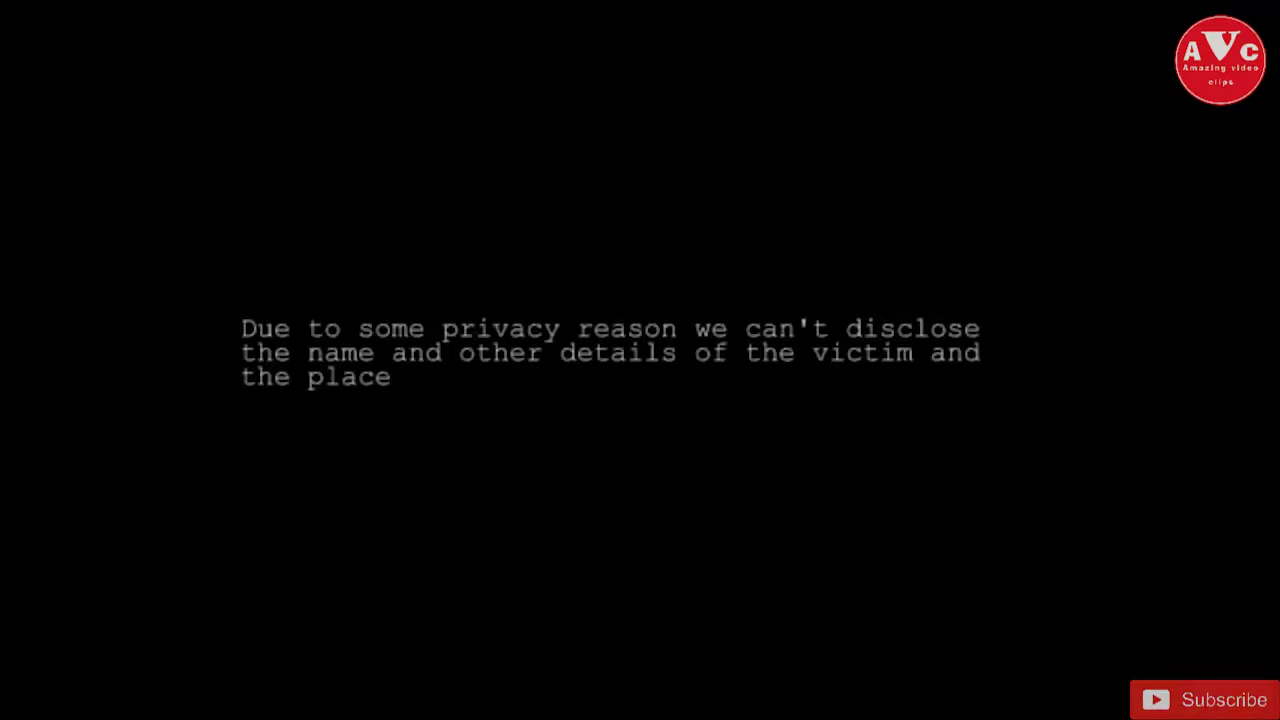 AVC
Amazing video
clips
Due to some privacy reason we can't disclose
the name and other details of the victim and
the place
Subscribe